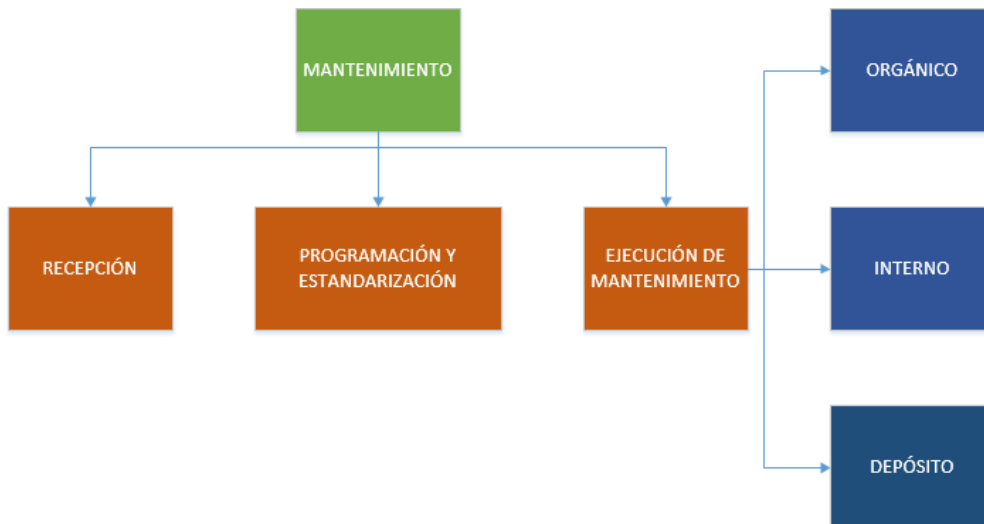 MANTENIMIENTO
ORGÁNICO
RECEPCIÓN
PROGRAMACIÓN Y
ESTANDARIZACIÓN
EJECUCIÓN DE
MANTENIMIENTO
INTERNO
DEPÓSITO